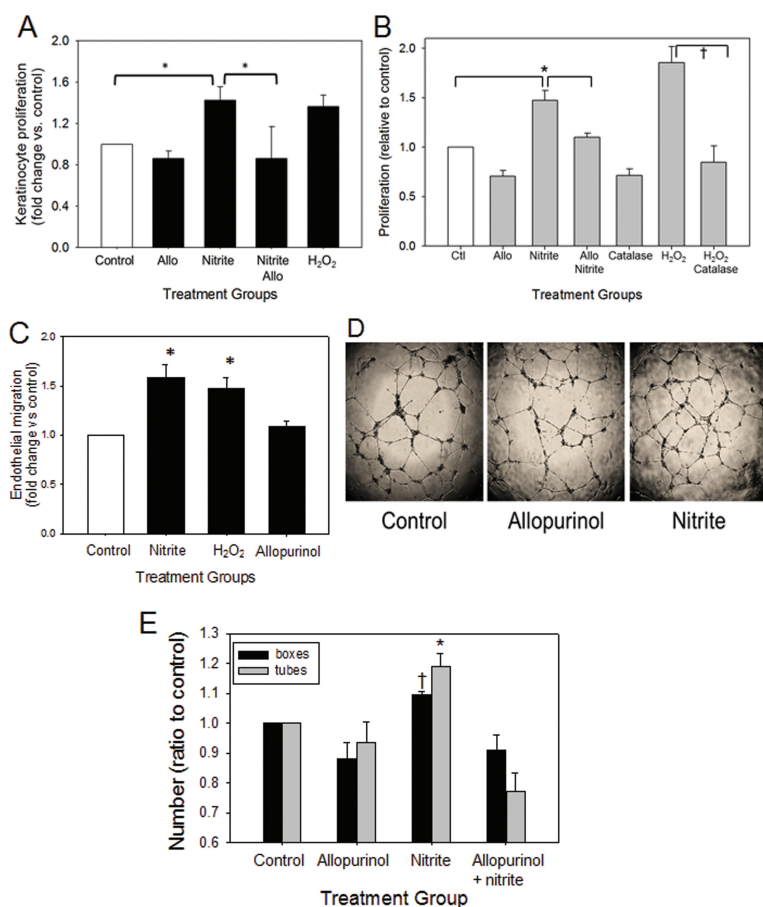 A
Keratinocyte proliferation
(fold change vs. control)
2.0
1.6
1.2
0.8
0.4
0.0
*
*
Control
Allo
Nitrite
Nitrite
Allo
H₂O₂
Treatment Groups
B
Proliferation (relative to control)
2.0
1.5
1.0
0.5
0.0
*
†
Ctl
Allo
Nitrite
Allo
Nitrite
Catalase
H₂O₂
H₂O₂
Catalase
Treatment Groups
C
Endothelial migration
(fold change vs control)
2.0
1.5
1.0
0.5
0.0
*
*
Control
Nitrite
H₂O₂
Allopurinol
Treatment Groups
D
Control
Allopurinol
Nitrite
E
Number (ratio to control)
1.3
1.2
1.1
1.0
0.9
0.8
0.7
0.6
boxes
tubes
†
*
Control
Allopurinol
Nitrite
Allopurinol
+ nitrite
Treatment Group